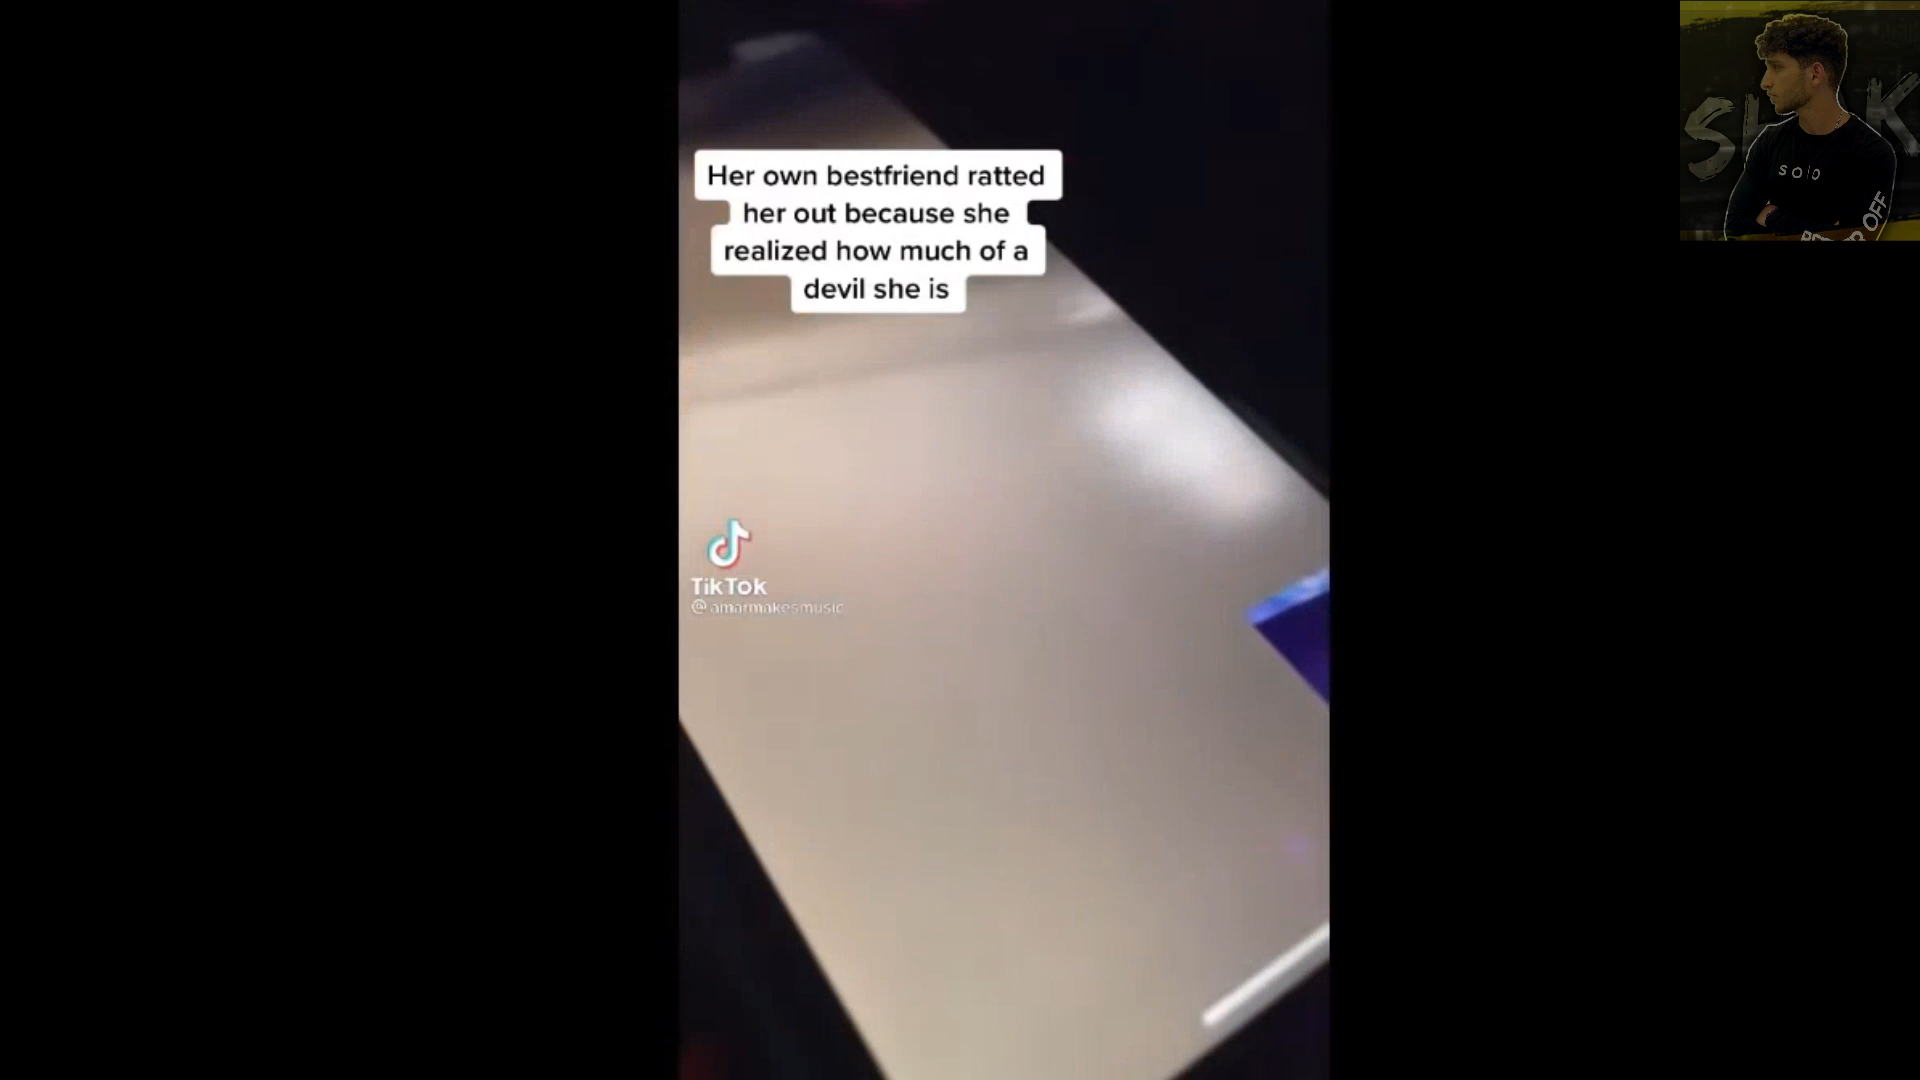 Her own bestfriend ratted
her out because she
realized how much of a
devil she is
TikTok
@amarmakesmusic
solo